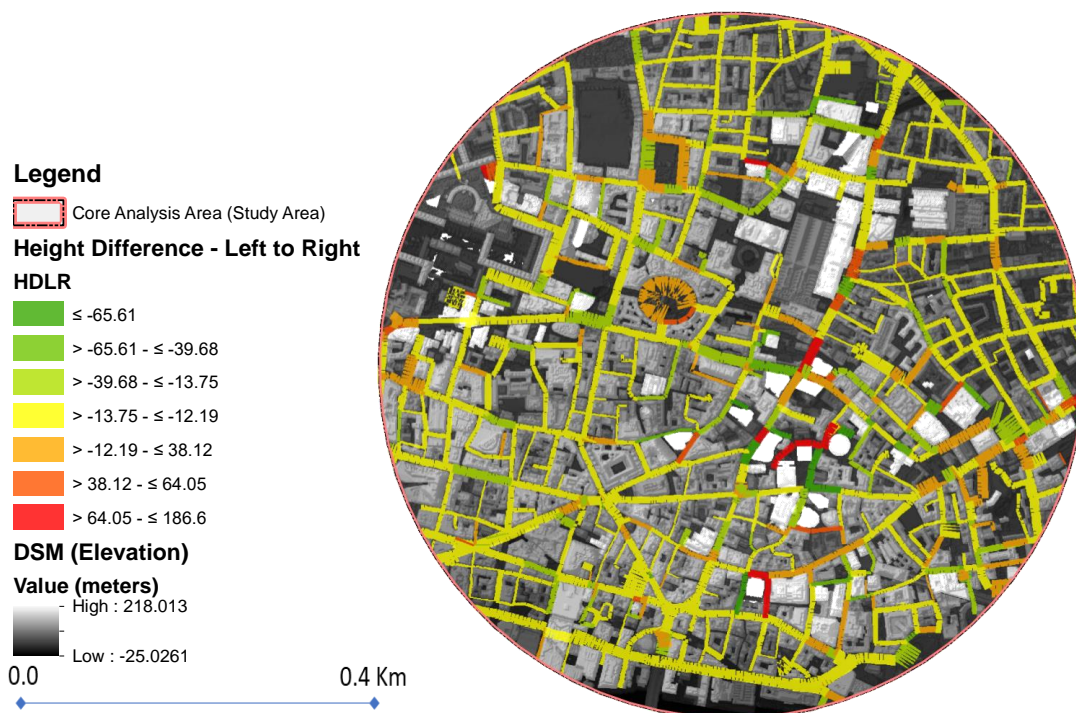 Legend
Core Analysis Area (Study Area)
Height Difference - Left to Right
HDLR
≤ -65.61
> -65.61 - ≤ -39.68
> -39.68 - ≤ -13.75
> -13.75 - ≤ -12.19
> -12.19 - ≤ 38.12
> 38.12 - ≤ 64.05
> 64.05 - ≤ 186.6
DSM (Elevation)
Value (meters)
High : 218.013
Low : -25.0261
0.0 0.4 Km